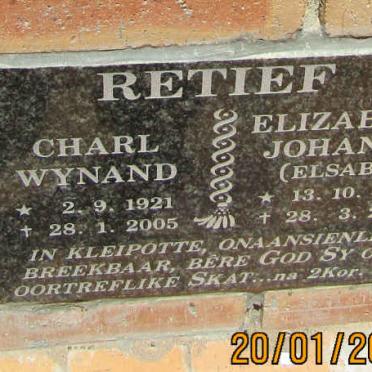 RETIEF
CHARL
WYNAND
★ 2. 9. 1921
✝ 28. 1. 2005
ELIZAB
JOHAN
(ELSAB
★ 13. 10.
✝ 28. 3.
IN KLEIPOTTE, ONAANSIENL
BREEKBAAR, BÊRE GOD SY O
OORTREFLIKE SKAT...na 2Kor.
20/01/20